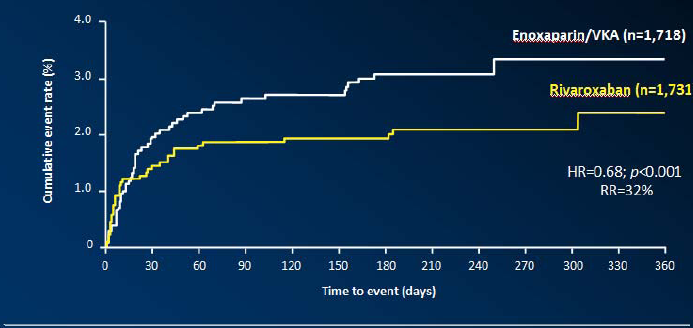 4.0
Enoxaparin/VKA (n=1,718)
3.0
Rivaroxaban (n=1,731
Cumulative event rate (%)
2.0
HR=0.68; p<0.001
RR=32%
1.0
0
0 30 60 90 120 150 180 210 240 270 300 330 360
Time to event (days)